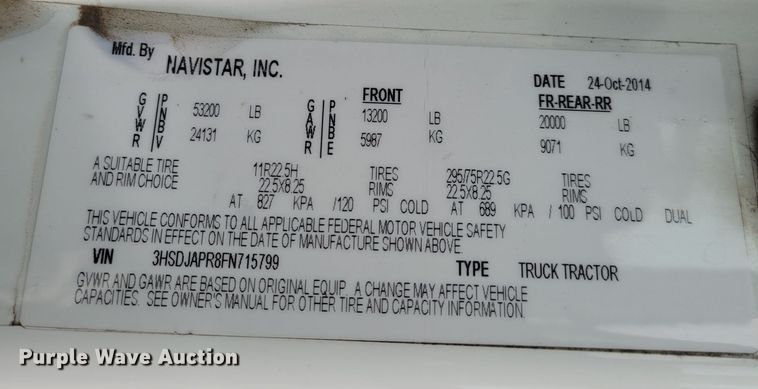 Mfd. By NAVISTAR, INC. DATE 24-Oct-2014
FRONT FR-REAR-RR
GVWR | PNBV 53200 LB GAWR | PNBE 13200 LB 20000 LB
24131 KG 5987 KG 9071 KG
A SUITABLE TIRE 11R22.5H TIRES 295/75R22.5G TIRES
AND RIM CHOICE 22.5X8.25 RIMS 22.5X8.25 RIMS
AT 827 KPA /120 PSI COLD AT 689 KPA / 100 PSI COLD DUAL
THIS VEHICLE CONFORMS TO ALL APPLICABLE FEDERAL MOTOR VEHICLE SAFETY
STANDARDS IN EFFECT ON THE DATE OF MANUFACTURE SHOWN ABOVE.
VIN 3HSDJAPR8FN715799 TYPE TRUCK TRACTOR
GVWR AND GAWR ARE BASED ON ORIGINAL EQUIP. A CHANGE MAY AFFECT VEHICLE
CAPACITIES. SEE OWNER'S MANUAL FOR OTHER TIRE AND CAPACITY INFORMATION.
Purple Wave Auction